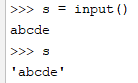 >>> s = input()
abcde
>>> s
'abcde'